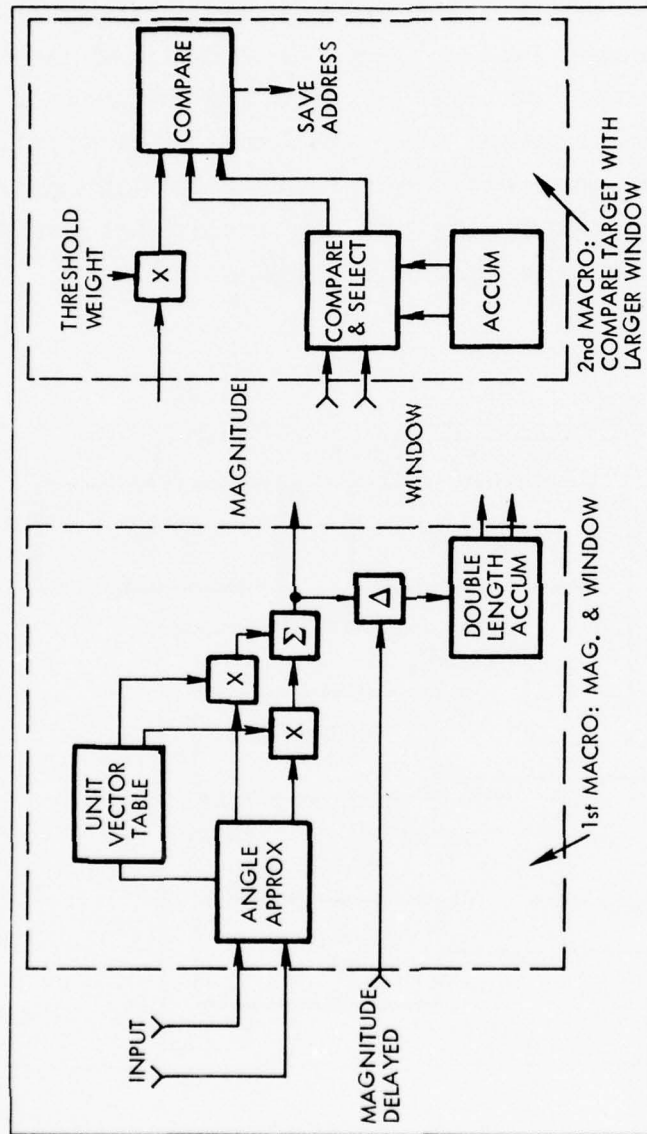 INPUT
MAGNITUDE
DELAYED
ANGLE
APPROX
UNIT
VECTOR
TABLE
X
X
Σ
Δ
DOUBLE
LENGTH
ACCUM
1st MACRO: MAG. & WINDOW
MAGNITUDE
WINDOW
THRESHOLD
WEIGHT
X
COMPARE
SAVE
ADDRESS
COMPARE
& SELECT
ACCUM
2nd MACRO:
COMPARE TARGET WITH
LARGER WINDOW